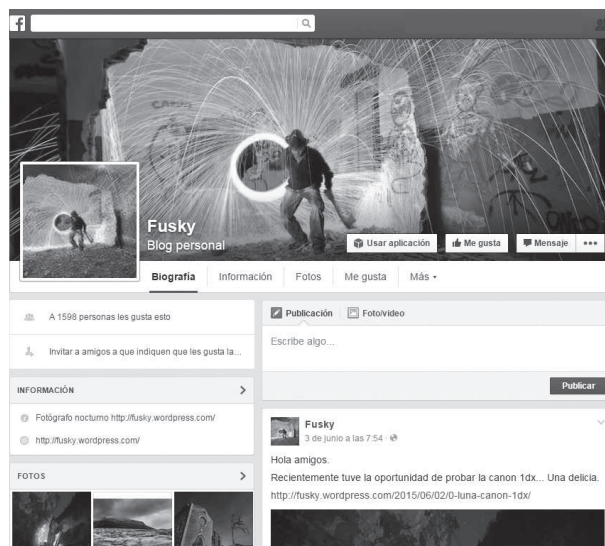 f
Fusky
Blog personal
Usar aplicación
Me gusta
Mensaje
Biografía
Información
Fotos
Me gusta
Más
A 1598 personas les gusta esto
Invitar a amigos a que indiquen que les gusta la...
INFORMACIÓN
Fotógrafo nocturno http://fusky.wordpress.com/
http://fusky.wordpress.com/
FOTOS
Publicación
Foto/video
Escribe algo...
Publicar
Fusky
3 de junio a las 7:54 ·
Hola amigos.
Recientemente tuve la oportunidad de probar la canon 1dx... Una delicia.
http://fusky.wordpress.com/2015/06/02/0-luna-canon-1dx/